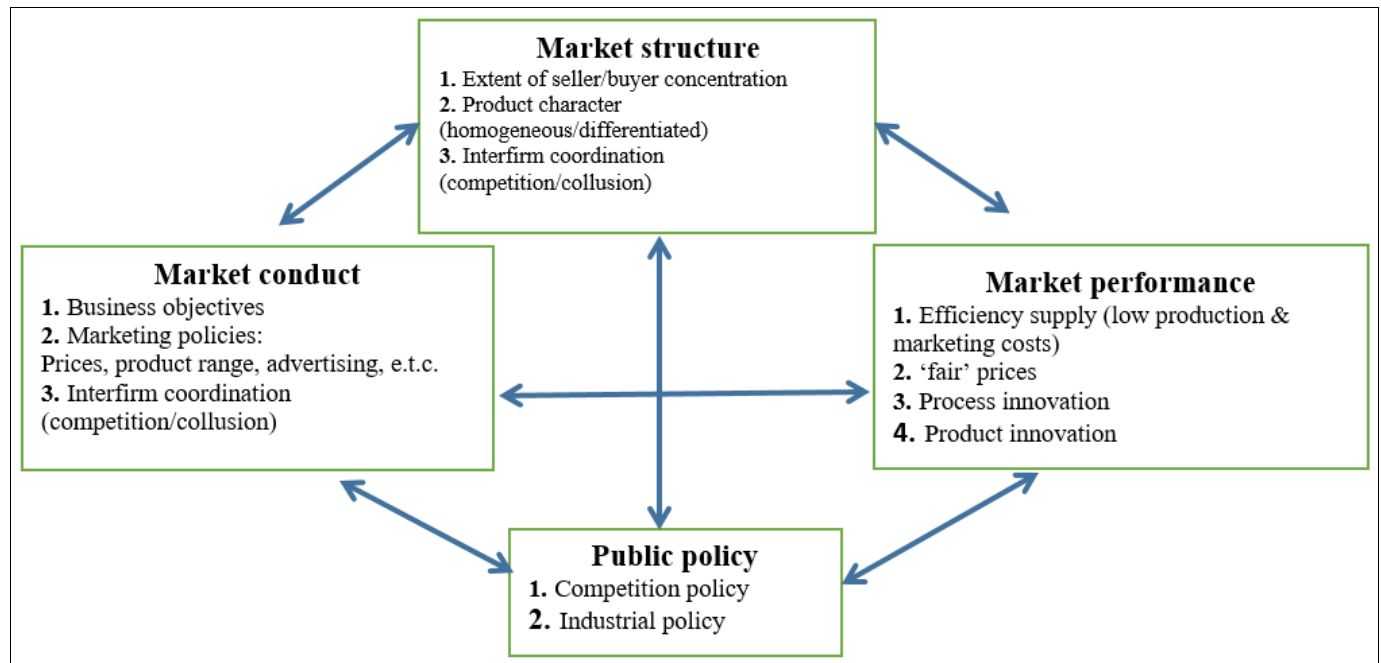 Market structure
1. Extent of seller/buyer concentration
2. Product character
(homogeneous/differentiated)
3. Interfirm coordination
(competition/collusion)
Market conduct
1. Business objectives
2. Marketing policies:
Prices, product range, advertising, e.t.c.
3. Interfirm coordination
(competition/collusion)
Market performance
1. Efficiency supply (low production &
marketing costs)
2. ‘fair’ prices
3. Process innovation
4. Product innovation
Public policy
1. Competition policy
2. Industrial policy